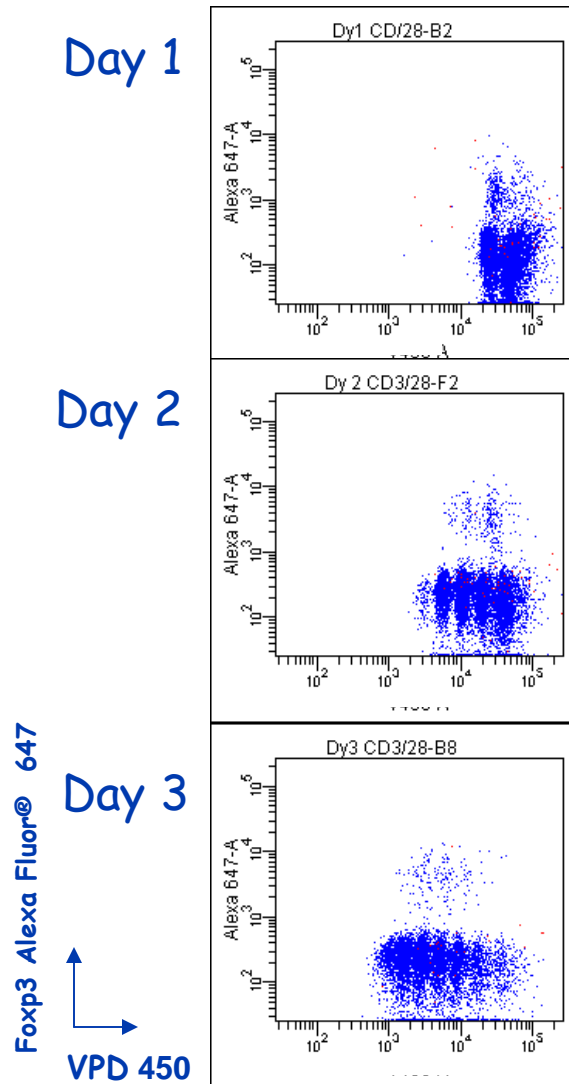 Day 1
Dy1 CD/28-B2
Alexa 647-A
10^5
10^4
10^3
10^2
10^2 10^3 10^4 10^5
Day 2
Dy 2 CD3/28-F2
Alexa 647-A
10^5
10^4
10^3
10^2
10^2 10^3 10^4 10^5
Day 3
Dy3 CD3/28-B8
Alexa 647-A
10^5
10^4
10^3
10^2
10^2 10^3 10^4 10^5
Foxp3 Alexa Fluor® 647
VPD 450